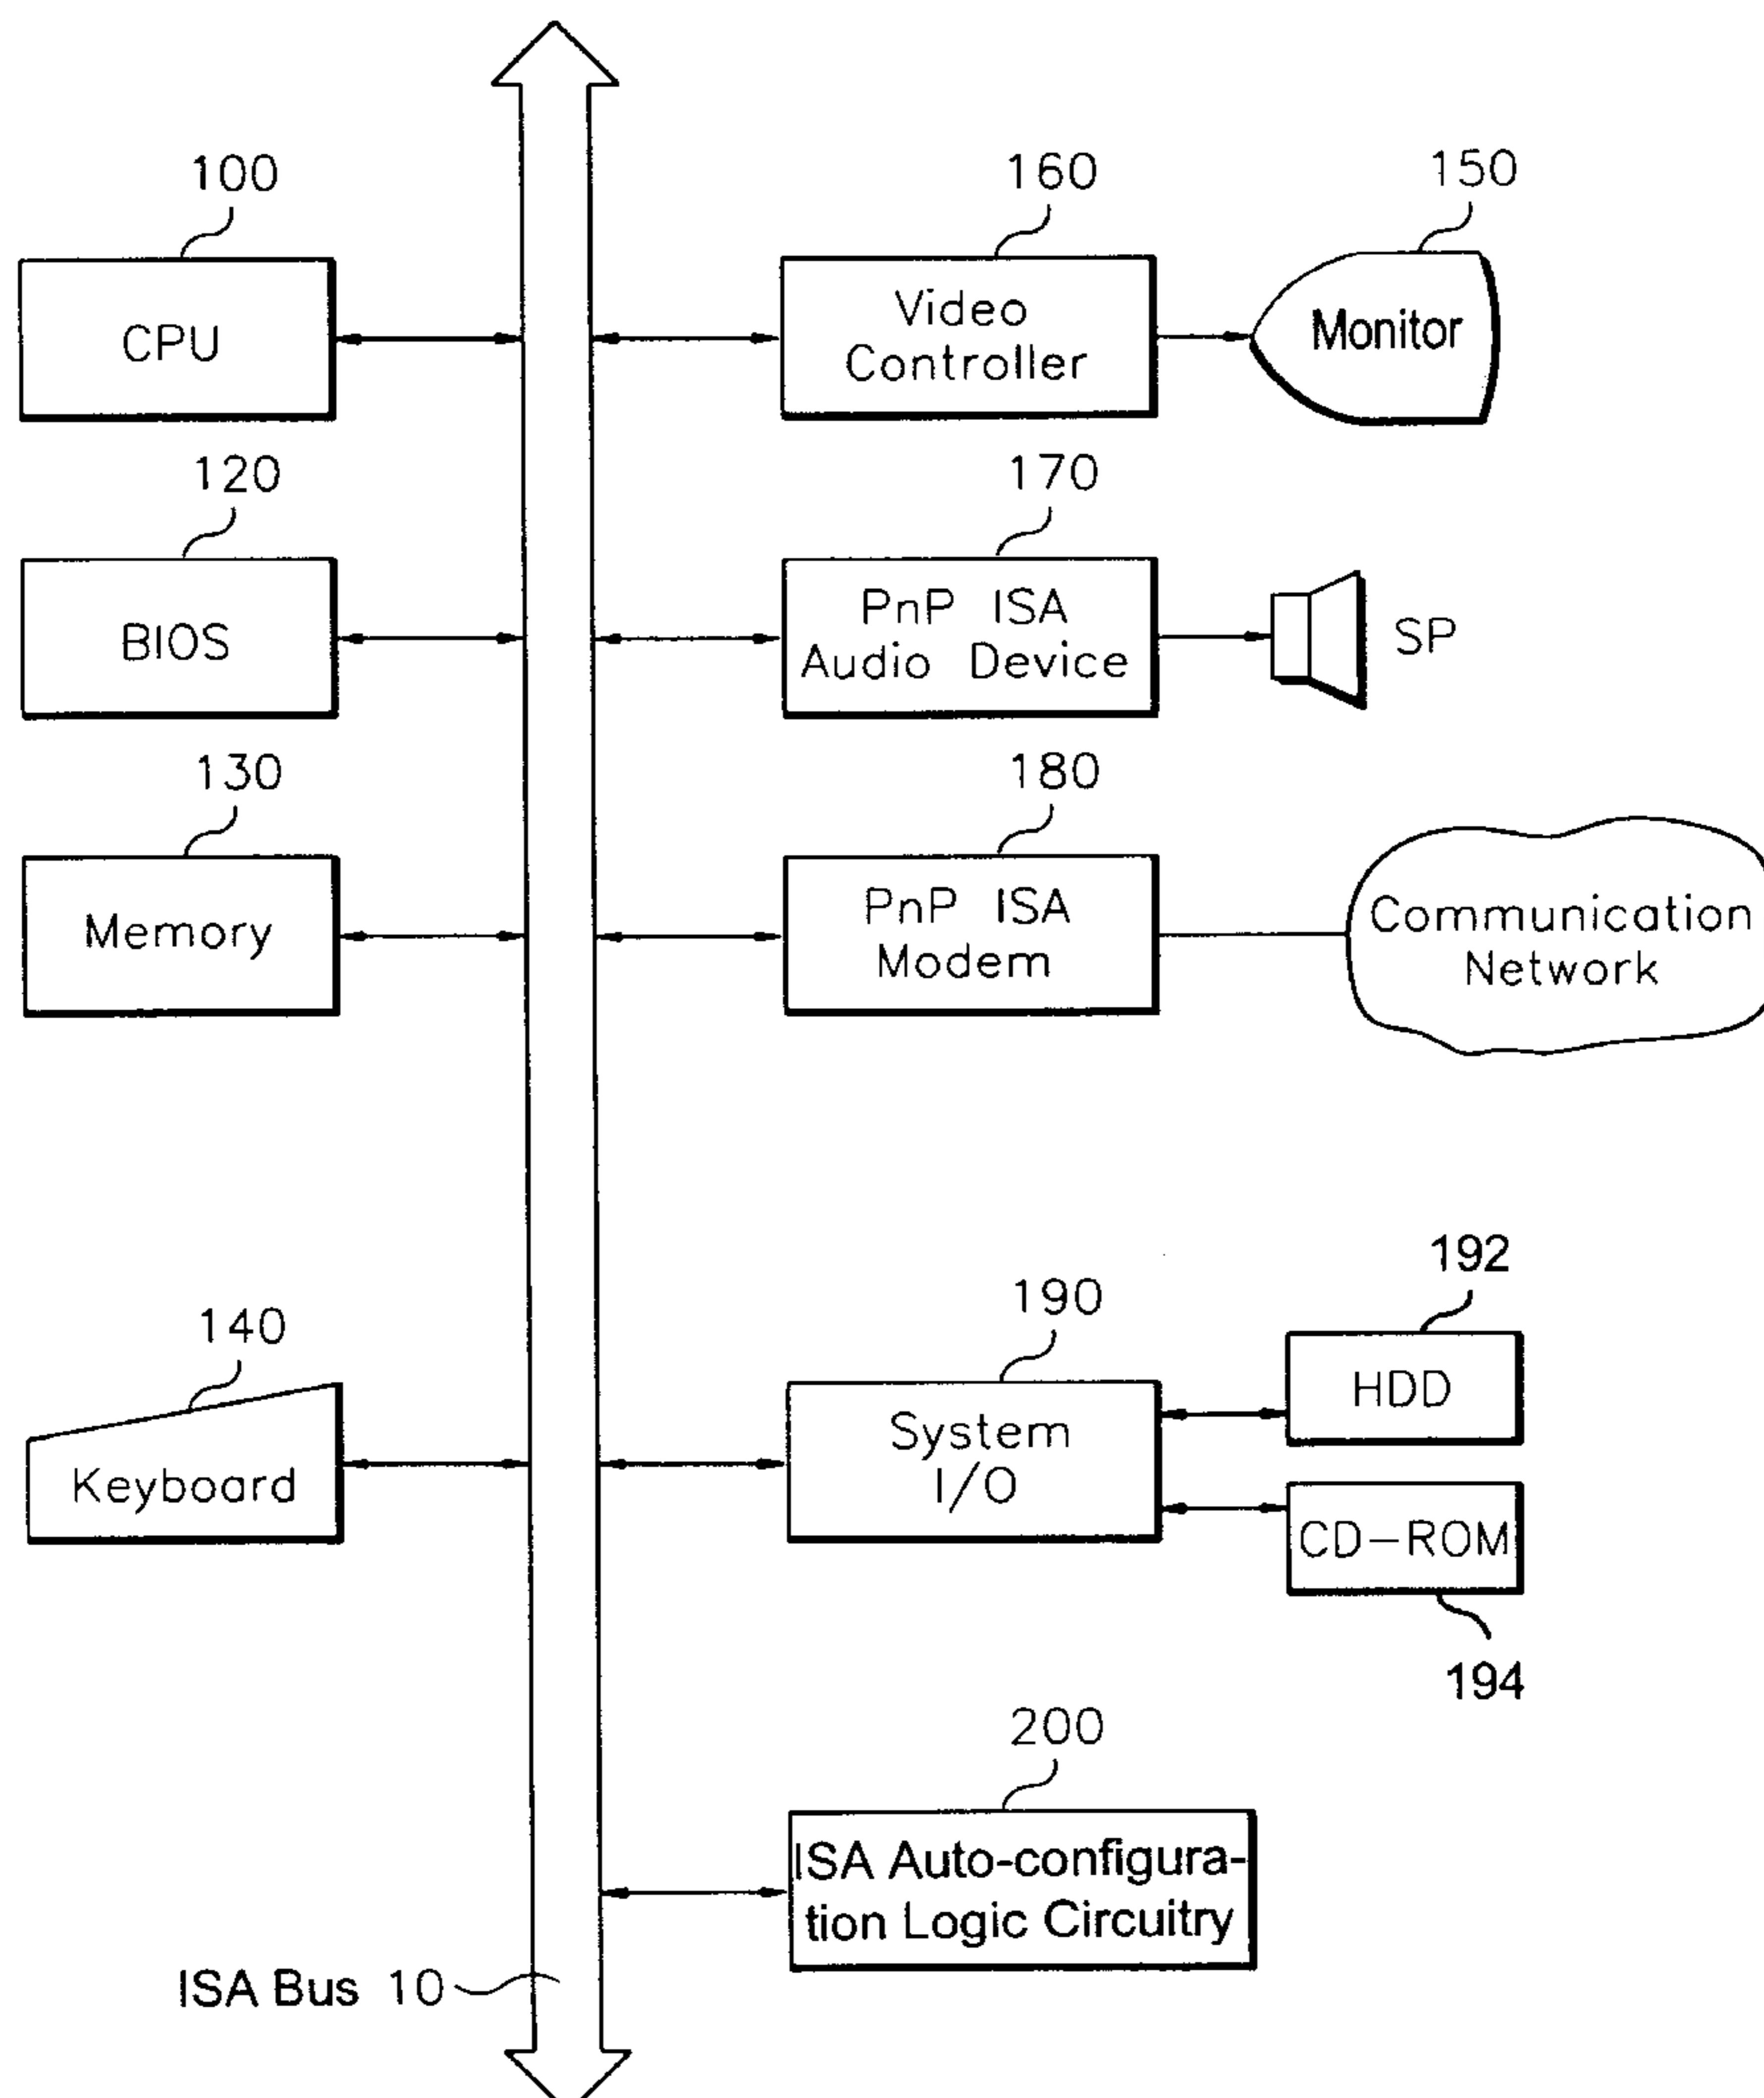 100
CPU
160
Video
Controller
150
Monitor
120
BIOS
170
PnP ISA
Audio Device
SP
130
Memory
180
PnP ISA
Modem
Communication
Network
140
Keyboard
190
System
I/O
192
HDD
CD-ROM
194
200
ISA Auto-configura-
tion Logic Circuitry
ISA Bus 10